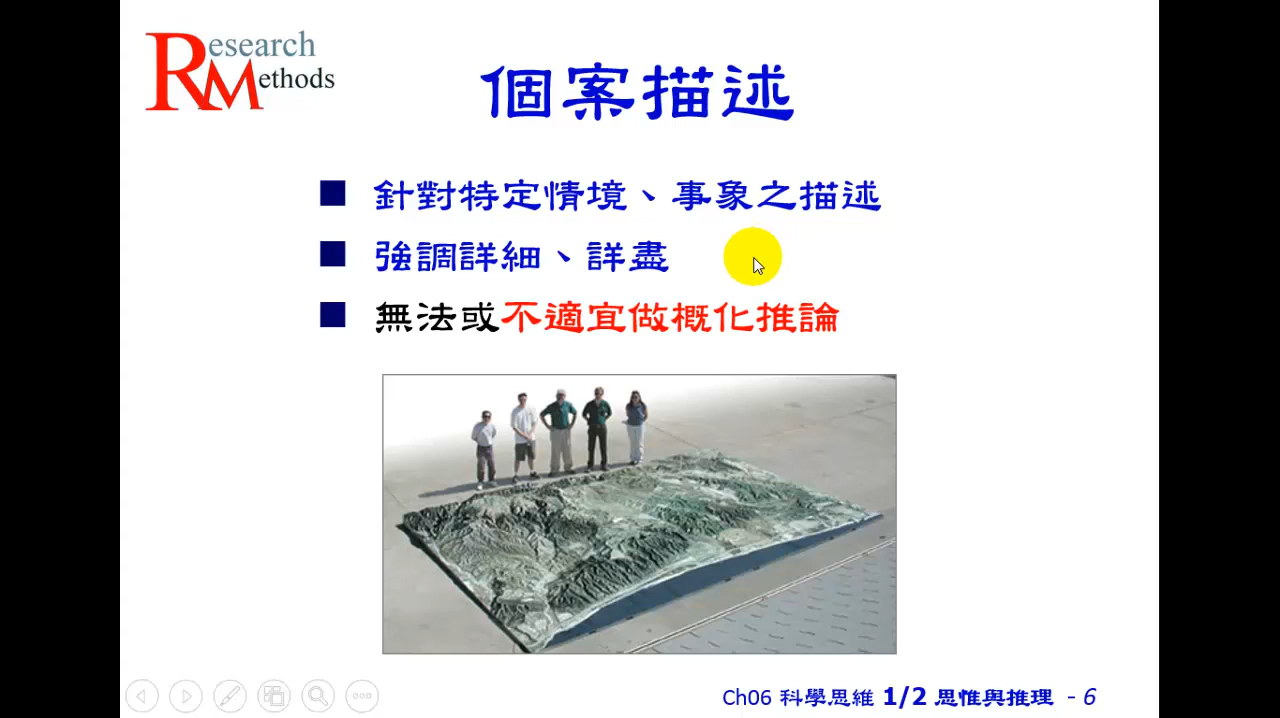 Research
Methods
個案描述
針對特定情境、事象之描述
強調詳細、詳盡
無法或不適宜做概化推論
Ch06 科學思維 1/2 思惟與推理 - 6